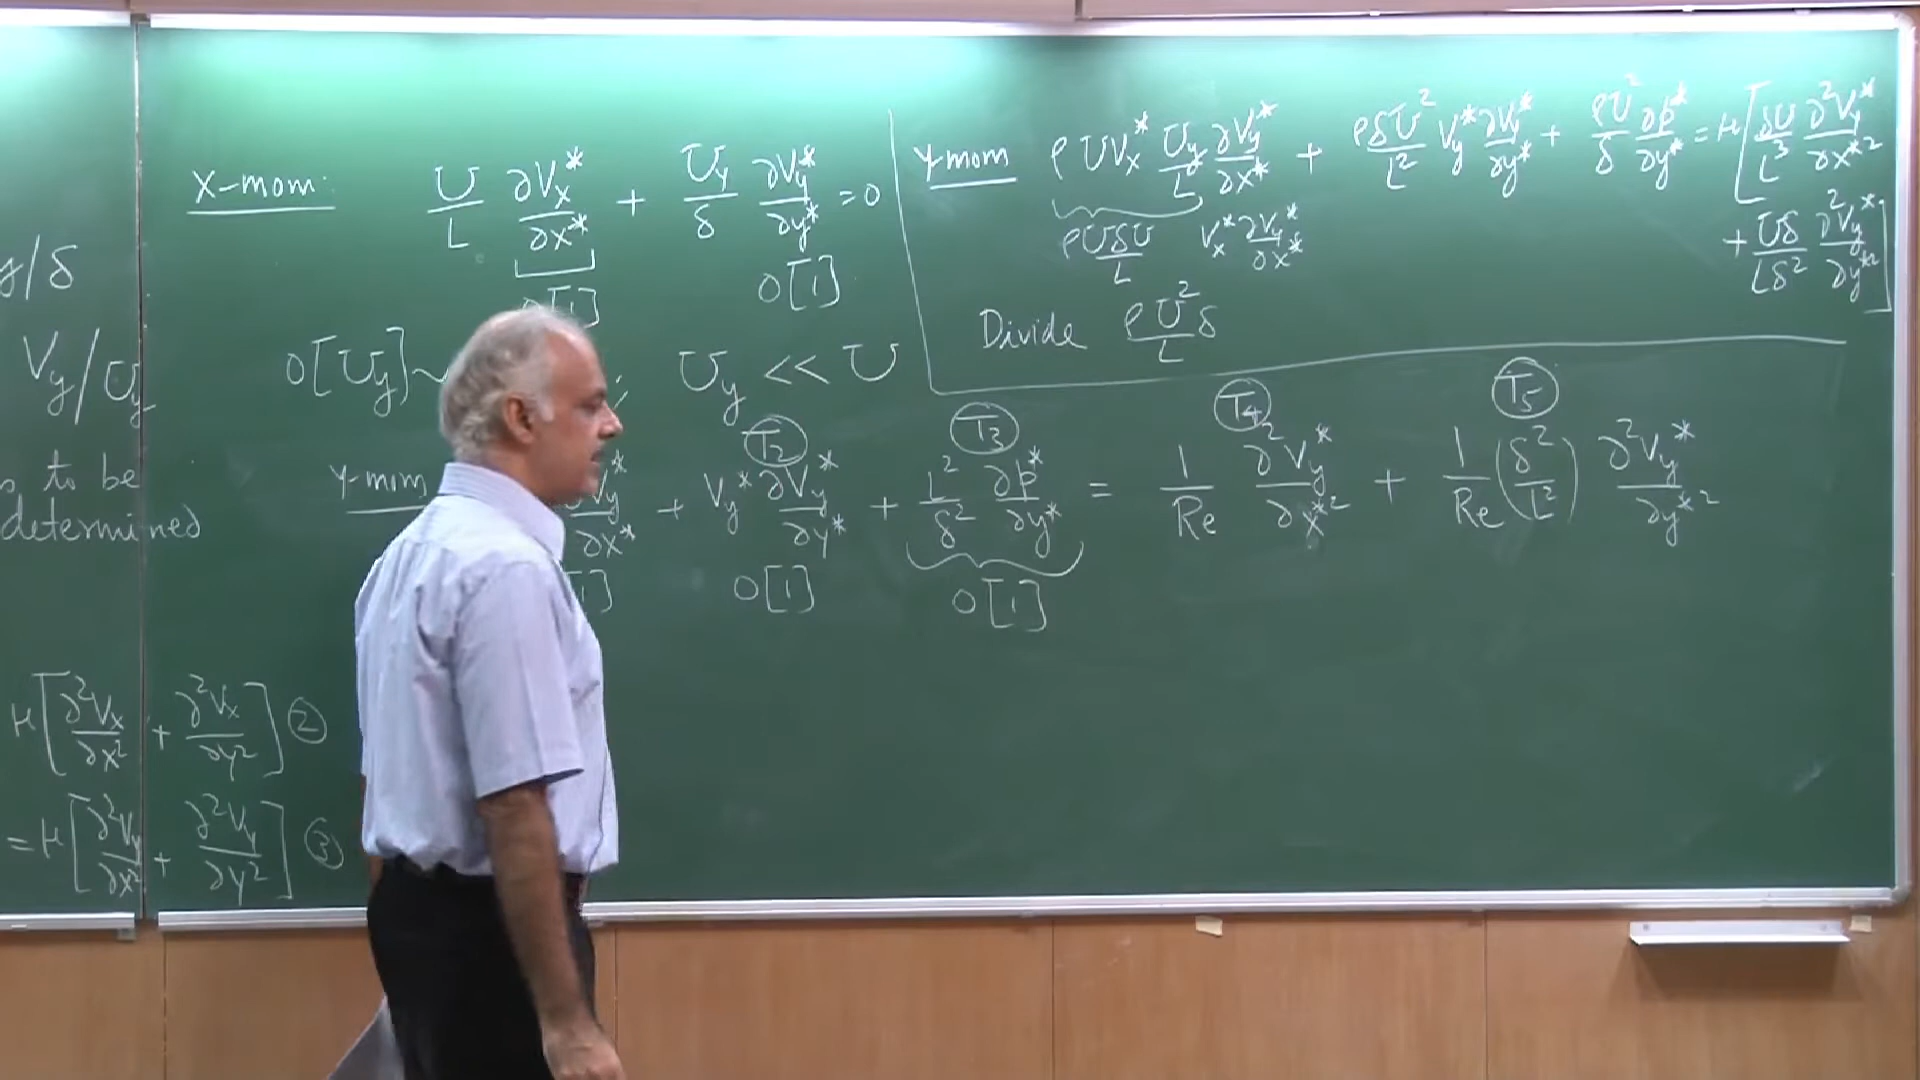 y/δ
Vy/Uy
to be
determined
μ[∂²Vx/∂x² + ∂²Vx/∂y²] ②
=μ[∂²Vy/∂x² + ∂²Vy/∂y²] ③
X-mom: U/L ∂Vx*/∂x* + Uy/δ ∂Vy*/∂y* =0
O[1]
O[Uy]~ Uy << U
Y-mom ρUVx* Uy/L ∂Vy*/∂x* + ρδU²/L² Vy* ∂Vy*/∂y* + ρU²/δ ∂p*/∂y* = μ[δU/L³ ∂²Vy*/∂x*²
+ Uδ/Lδ² ∂²Vy*/∂y*²]
ρUδU/L Vx* ∂Vy*/∂x*
Divide ρU²δ/L
T2 T3 T4 T5
Y-mom Vy*/∂x* + Vy* ∂Vy*/∂y* + L²/δ² ∂p*/∂y* = 1/Re ∂²Vy*/∂x*² + 1/Re (δ²/L²) ∂²Vy*/∂y*²
O[1] O[1]